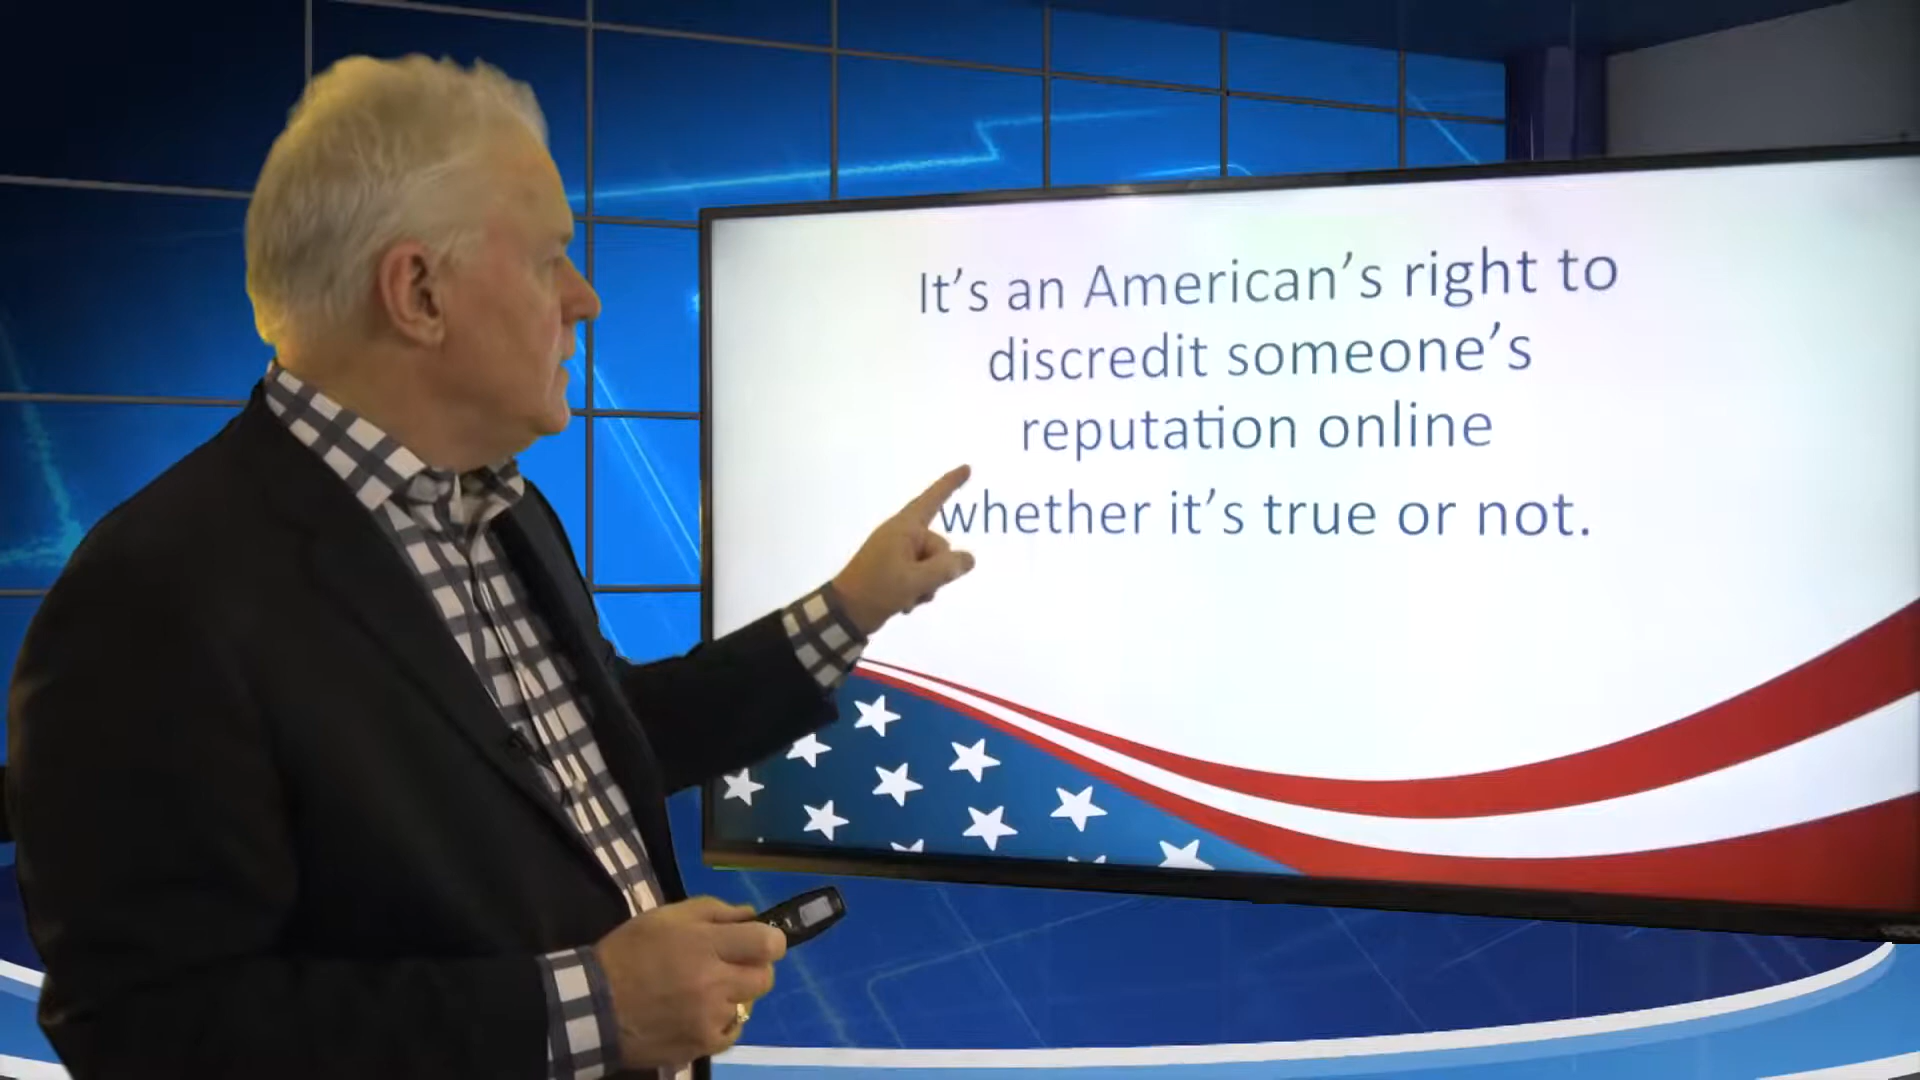 It’s an American’s right to
discredit someone’s
reputation online
whether it’s true or not.